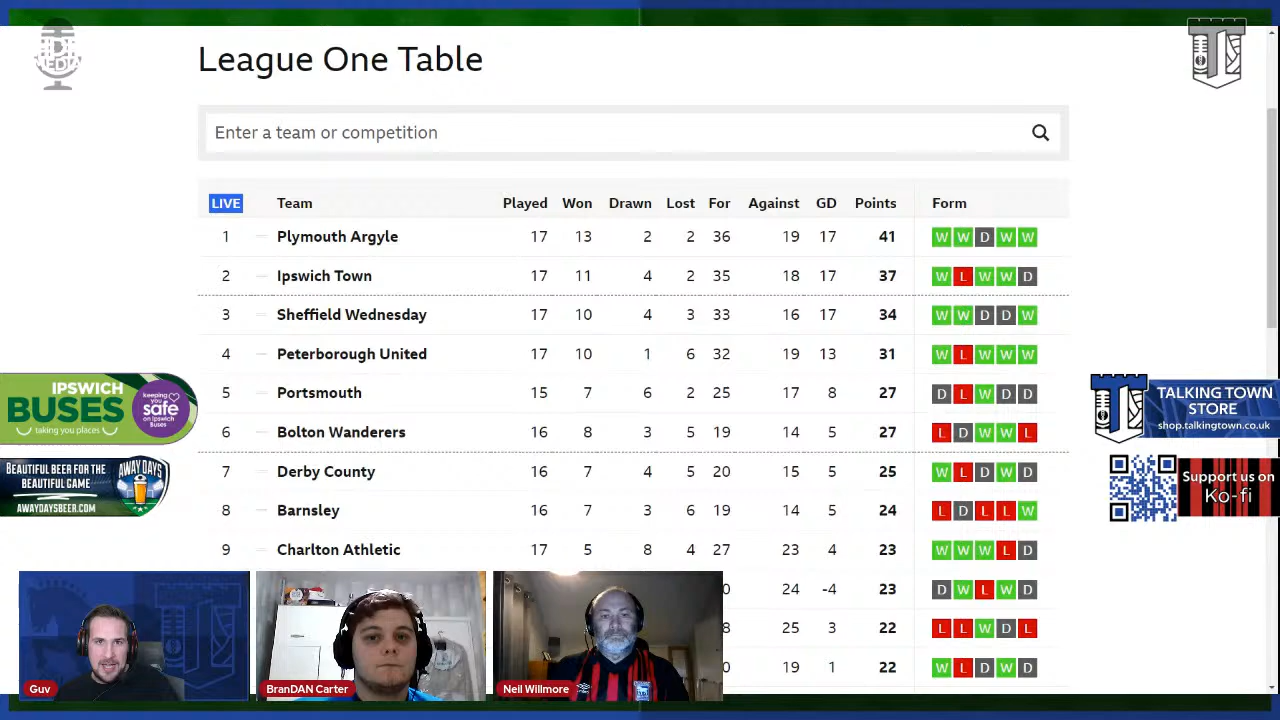 HDE
MEDIA
League One Table
Enter a team or competition
LIVE Team Played Won Drawn Lost For Against GD Points Form
1 Plymouth Argyle 17 13 2 2 36 19 17 41 W W D W W
2 Ipswich Town 17 11 4 2 35 18 17 37 W L W W D
3 Sheffield Wednesday 17 10 4 3 33 16 17 34 W W D D W
4 Peterborough United 17 10 1 6 32 19 13 31 W L W W W
5 Portsmouth 15 7 6 2 25 17 8 27 D L W D D
6 Bolton Wanderers 16 8 3 5 19 14 5 27 L D W W L
7 Derby County 16 7 4 5 20 15 5 25 W L D W D
8 Barnsley 16 7 3 6 19 14 5 24 L D L L W
9 Charlton Athletic 17 5 8 4 27 23 4 23 W W W L D
0 24 -4 23 D W L W D
8 25 3 22 L L W D L
0 19 1 22 W L D W D
IPSWICH
BUSES
taking you places
keeping you
safe
on Ipswich
Buses
BEAUTIFUL BEER FOR THE
BEAUTIFUL GAME
AWAYDAYSBEER.COM
AWAY DAYS
TALKING TOWN
STORE
shop.talkingtown.co.uk
Support us on
Ko-fi
Guv
BranDAN Carter
Neil Willmore